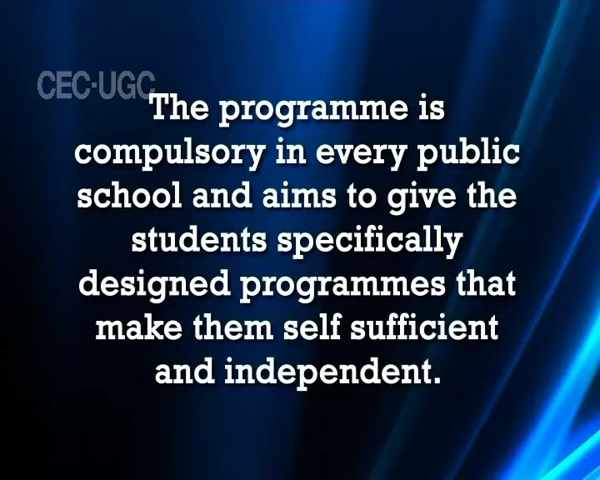 CEC-UGC
The programme is
compulsory in every public
school and aims to give the
students specifically
designed programmes that
make them self sufficient
and independent.